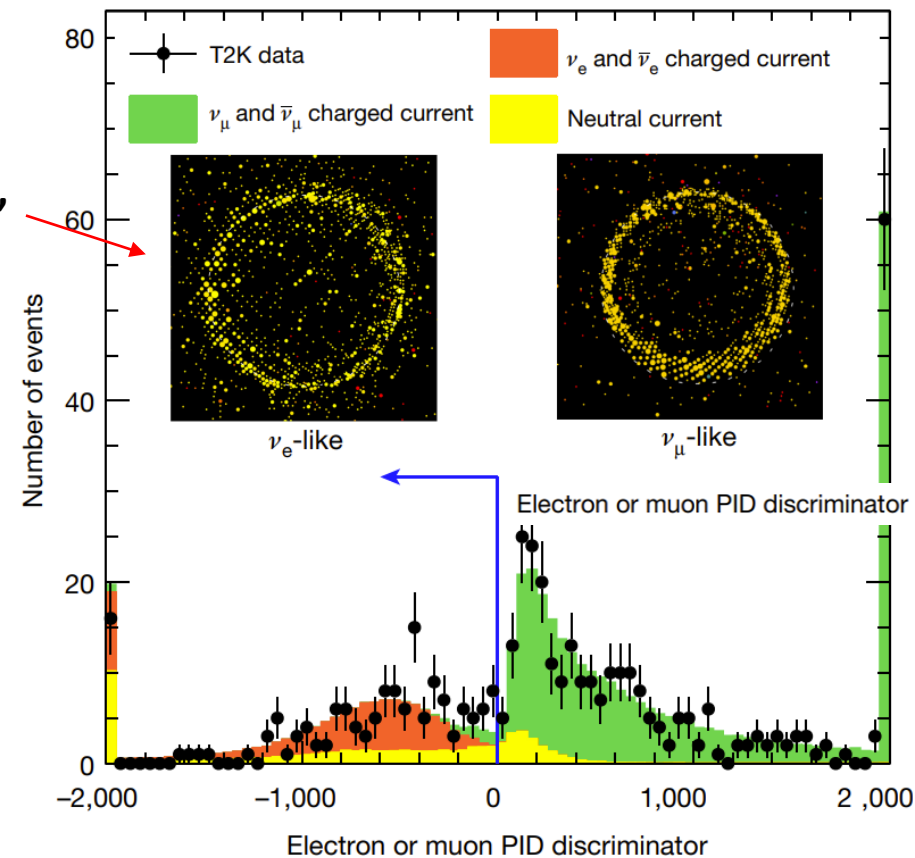 80
T2K data
νe and ν̄e charged current
νμ and ν̄μ charged current
Neutral current
ν
60
Number of events
40
νe-like
νμ-like
Electron or muon PID discriminator
20
0
−2,000
−1,000
0
1,000
2 ,000
Electron or muon PID discriminator